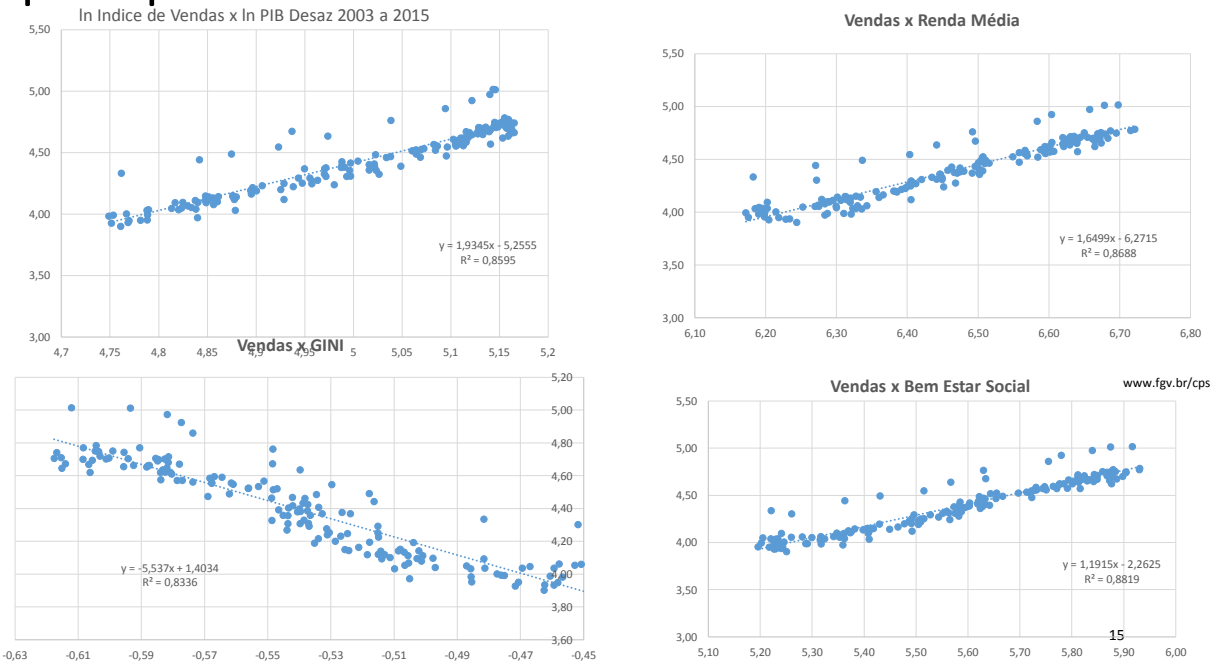 ln Indice de Vendas x ln PIB Desaz 2003 a 2015
5,50
5,00
4,50
4,00
3,50
3,00
4,7 4,75 4,8 4,85 4,9 4,95 5 5,05 5,1 5,15 5,2
y = 1,9345x - 5,2555
R² = 0,8595
Vendas x Renda Média
5,50
5,00
4,50
4,00
3,50
3,00
6,10 6,20 6,30 6,40 6,50 6,60 6,70 6,80
y = 1,6499x - 6,2715
R² = 0,8688
Vendas x GINI
5,20
5,00
4,80
4,60
4,40
4,20
4,00
3,80
3,60
-0,63 -0,61 -0,59 -0,57 -0,55 -0,53 -0,51 -0,49 -0,47 -0,45
y = -5,537x + 1,4034
R² = 0,8336
Vendas x Bem Estar Social
www.fgv.br/cps
5,50
5,00
4,50
4,00
3,50
3,00
5,10 5,20 5,30 5,40 5,50 5,60 5,70 5,80 5,90 6,00
y = 1,1915x - 2,2625
R² = 0,8819
15